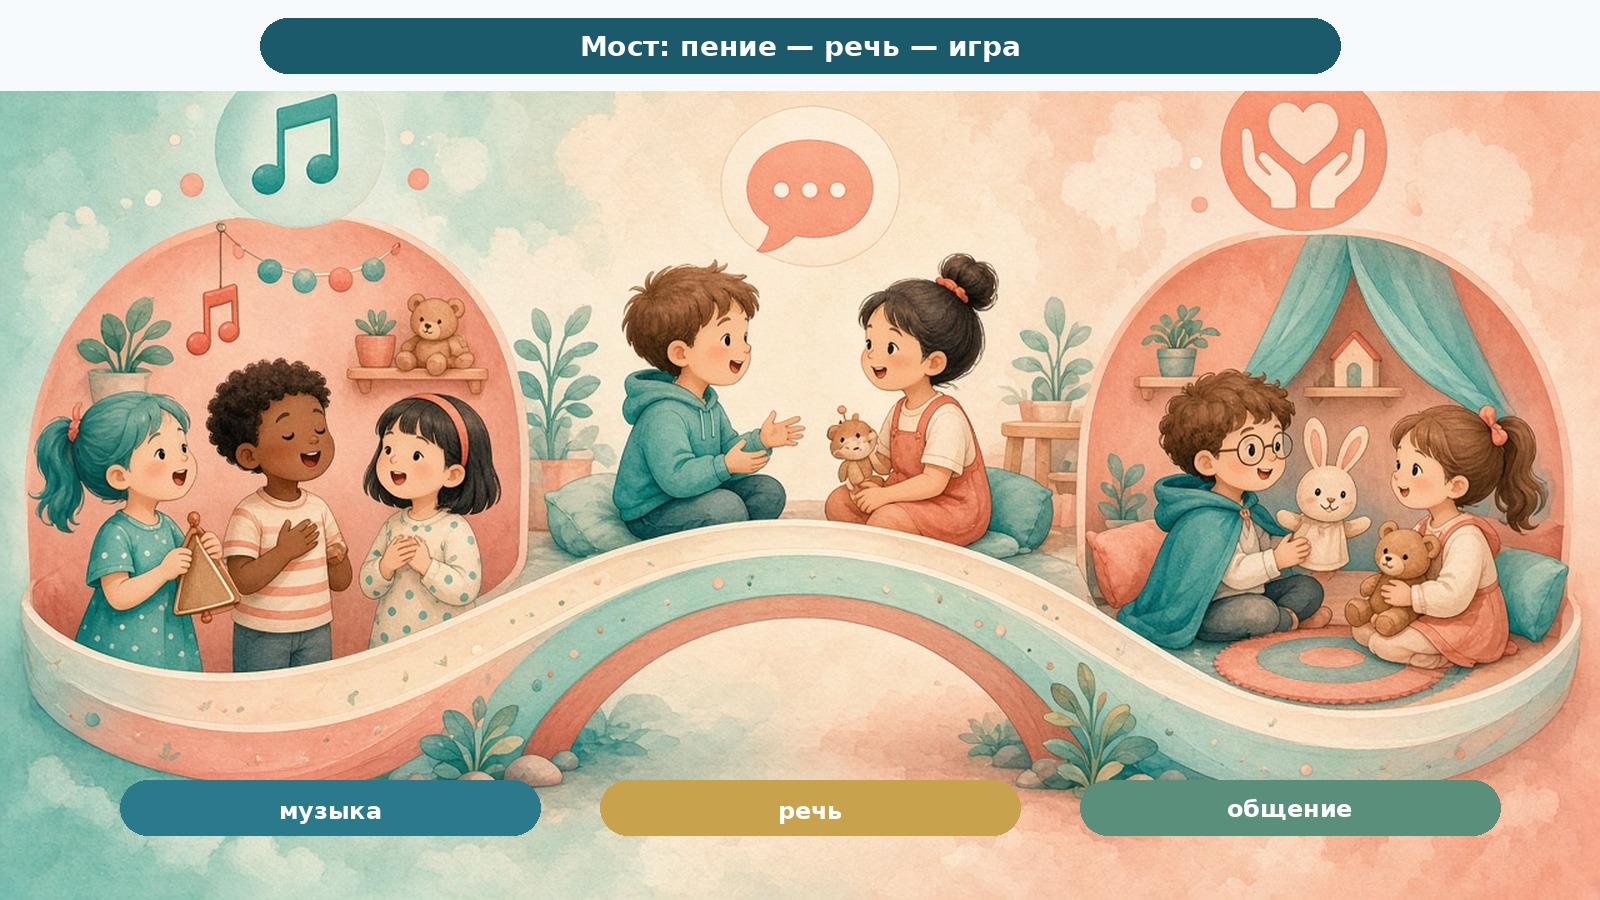 Мост: пение — речь — игра
музыка
речь
общение